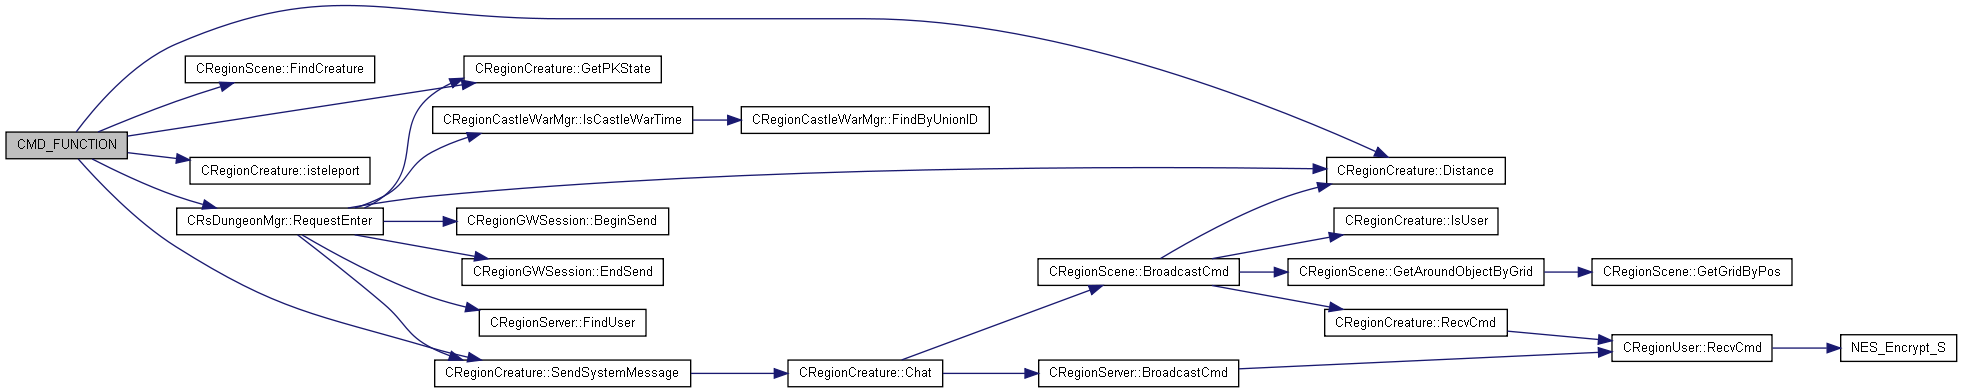 CMD_FUNCTION
CRegionScene::FindCreature
CRegionCreature::GetPKState
CRegionCastleWarMgr::IsCastleWarTime
CRegionCastleWarMgr::FindByUnionID
CRegionCreature::isteleport
CRegionCreature::Distance
CRsDungeonMgr::RequestEnter
CRegionGWSession::BeginSend
CRegionCreature::IsUser
CRegionGWSession::EndSend
CRegionScene::BroadcastCmd
CRegionScene::GetAroundObjectByGrid
CRegionScene::GetGridByPos
CRegionServer::FindUser
CRegionCreature::RecvCmd
CRegionUser::RecvCmd
NES_Encrypt_S
CRegionCreature::SendSystemMessage
CRegionCreature::Chat
CRegionServer::BroadcastCmd